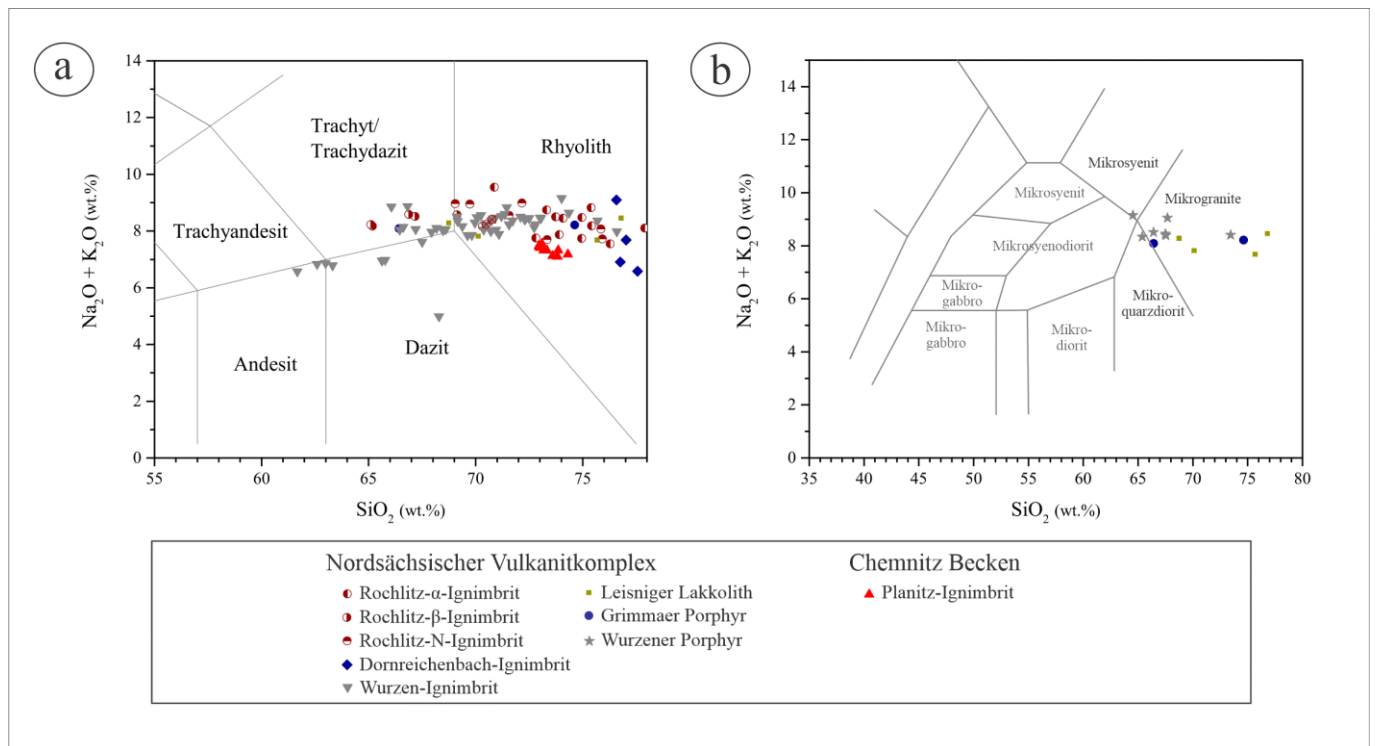 a
14
12
10
8
6
4
2
0
Na₂O + K₂O (wt.%)
Trachyt/
Trachydazit
Rhyolith
Trachyandesit
Andesit
Dazit
55
60
65
70
75
SiO₂ (wt.%)
b
14
12
10
8
6
4
2
0
Na₂O + K₂O (wt.%)
Mikrosyenit
Mikrosyenit
Mikrogranite
Mikrosyenodiorit
Mikro-
gabbro
Mikro-
quarzdiorit
Mikro-
gabbro
Mikro-
diorit
35
40
45
50
55
60
65
70
75
80
SiO₂ (wt.%)
Nordsächsischer Vulkanitkomplex
Rochlitz-α-Ignimbrit
Rochlitz-β-Ignimbrit
Rochlitz-N-Ignimbrit
Dornreichenbach-Ignimbrit
Wurzen-Ignimbrit
Leisniger Lakkolith
Grimmaer Porphyr
Wurzener Porphyr
Chemnitz Becken
Planitz-Ignimbrit